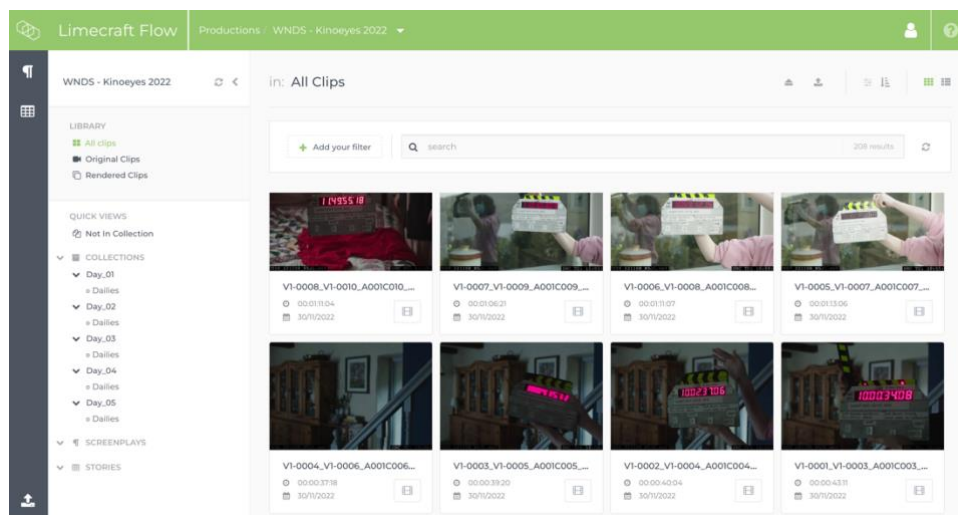 Limecraft Flow
Productions / WNDS - Kinoeyes 2022
WNDS - Kinoeyes 2022
in: All Clips
LIBRARY
All clips
Original Clips
Rendered Clips
Add your filter
search
208 results
QUICK VIEWS
Not In Collection
COLLECTIONS
Day_01
Dailies
Day_02
Dailies
Day_03
Dailies
Day_04
Dailies
Day_05
Dailies
SCREENPLAYS
STORIES
V1-0008_V1-0010_A001C010_...
00:01:11:04
30/11/2022
V1-0007_V1-0009_A001C009_...
00:01:06:21
30/11/2022
V1-0006_V1-0008_A001C008...
00:01:11:07
30/11/2022
V1-0005_V1-0007_A001C007_...
00:01:13:06
30/11/2022
10023706
10003408
V1-0004_V1-0006_A001C006...
00:00:37:18
30/11/2022
V1-0003_V1-0005_A001C005_...
00:00:39:20
30/11/2022
V1-0002_V1-0004_A001C004...
00:00:40:04
30/11/2022
V1-0001_V1-0003_A001C003_...
00:00:43:11
30/11/2022